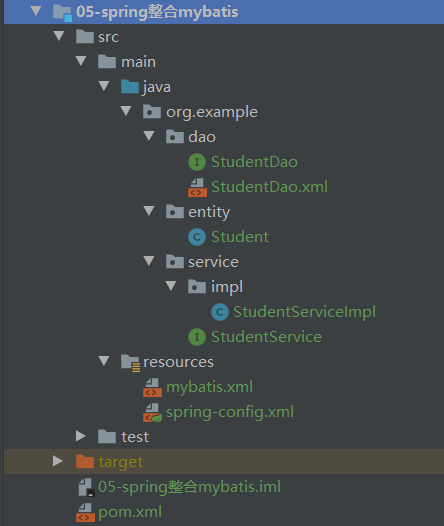 05-spring整合mybatis
src
main
java
org.example
dao
StudentDao
StudentDao.xml
entity
Student
service
impl
StudentServiceImpl
StudentService
resources
mybatis.xml
spring-config.xml
test
target
05-spring整合mybatis.iml
pom.xml